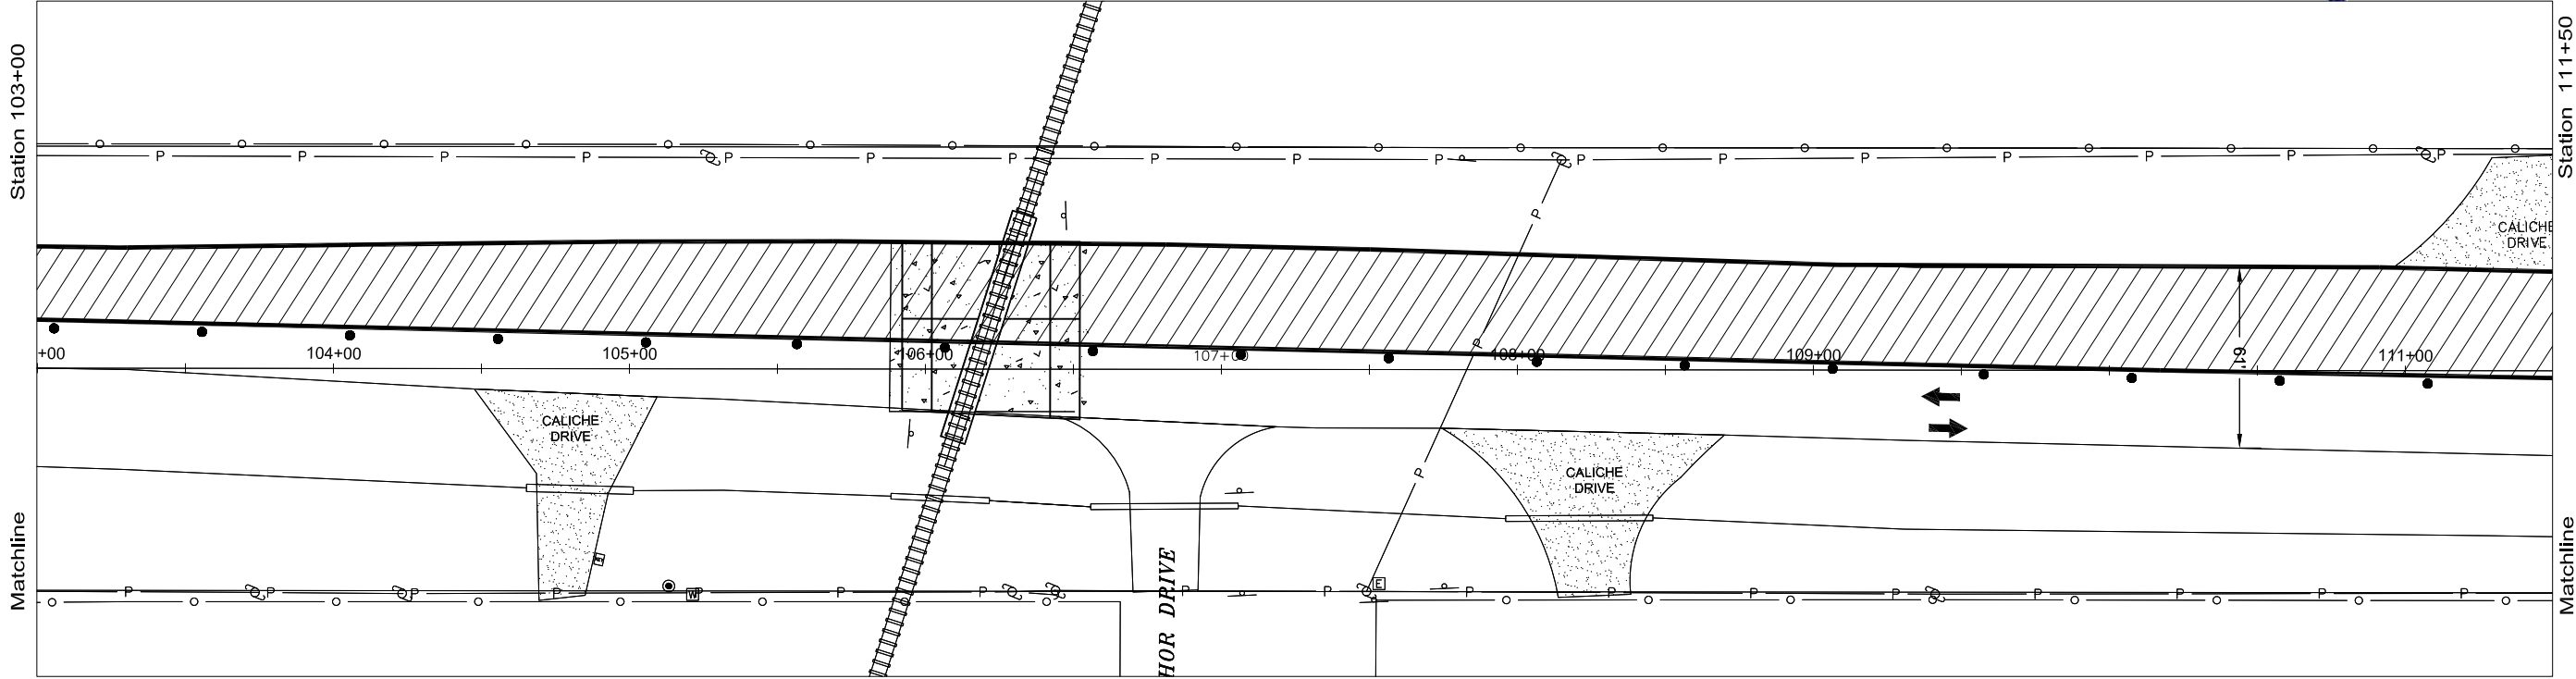 Station 103+00
Matchline
P P P P P P P P P P P P P P P P P
P
P
P
CALICHE
DRIVE
+00 104+00 105+00 106+00 107+00 108+00 109+00 111+00
61'
CALICHE
DRIVE
CALICHE
DRIVE
E
W
HOR DRIVE
P P P P P P P P P P P P P P P P P
Station 111+50
Matchline